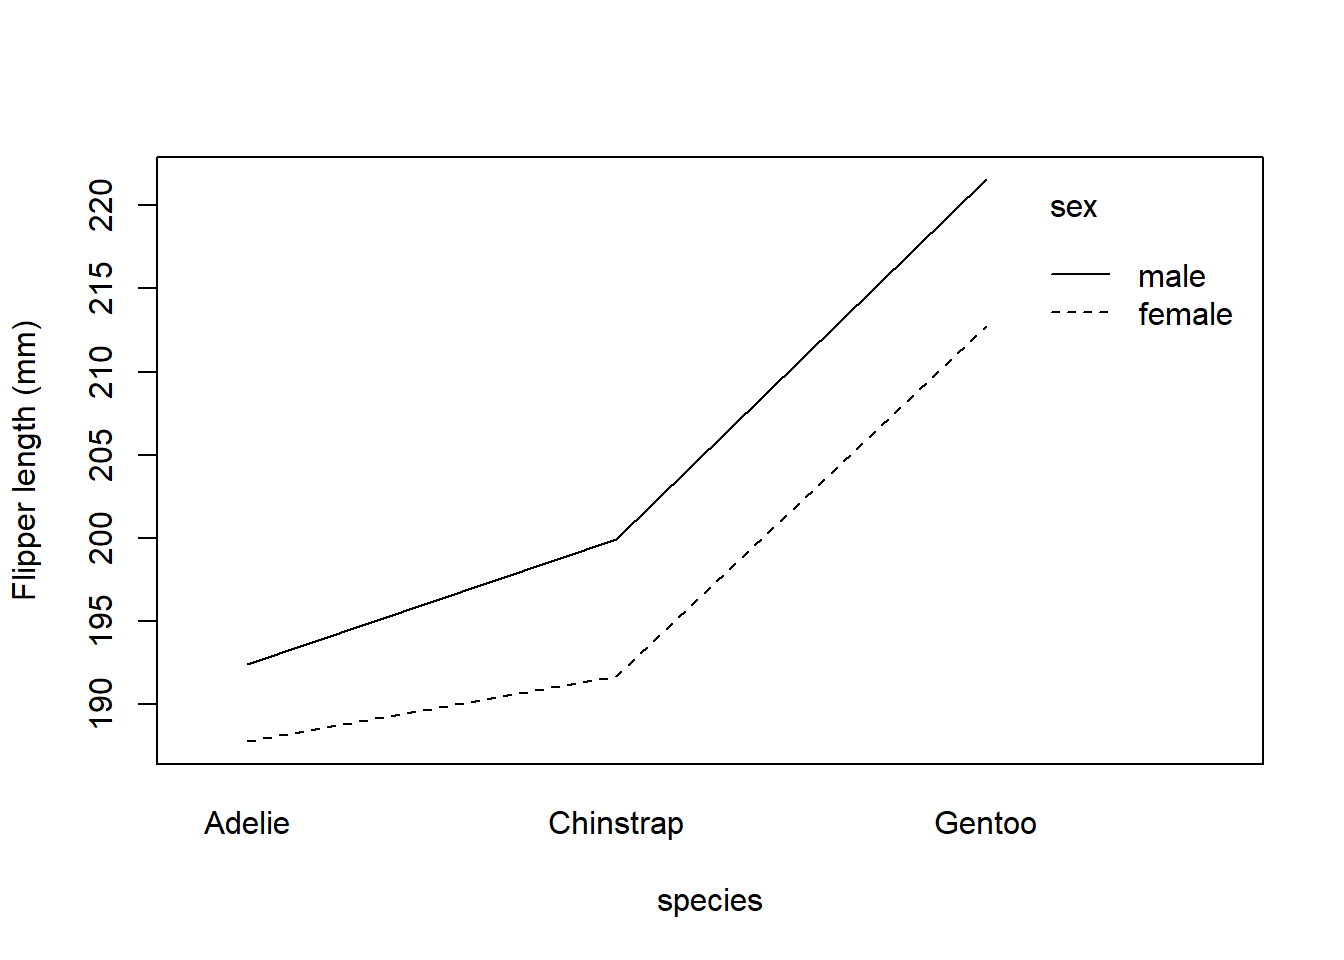 Flipper length (mm)
220
215
210
205
200
195
190
sex
male
female
Adelie Chinstrap Gentoo
species